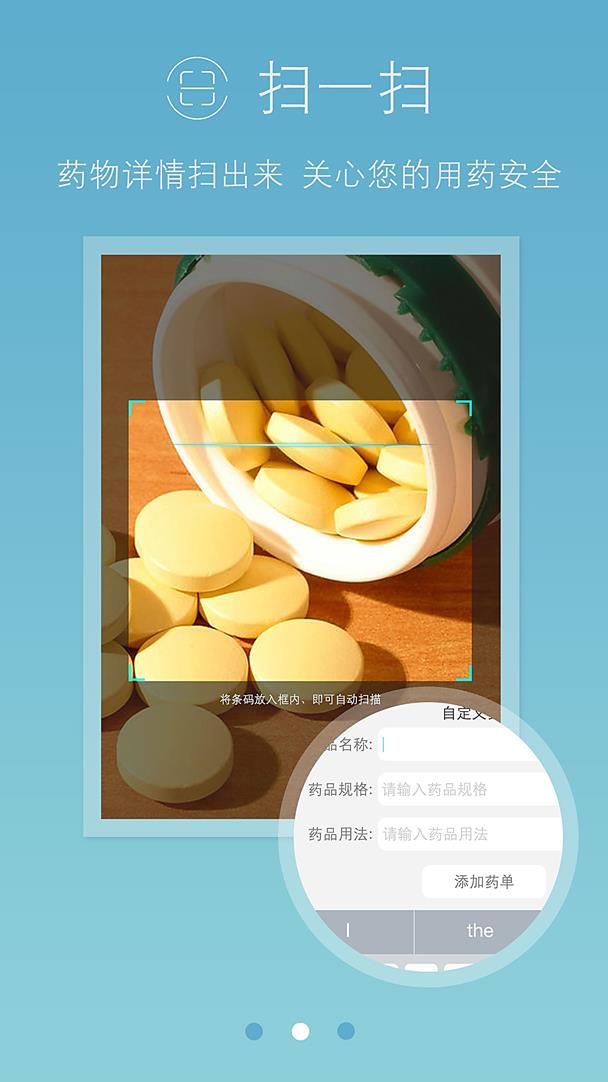 扫一扫
药物详情扫出来 关心您的用药安全
将条码放入框内、即可自动扫描
自定义
品名称:
药品规格: 请输入药品规格
药品用法: 请输入药品用法
添加药单
I the